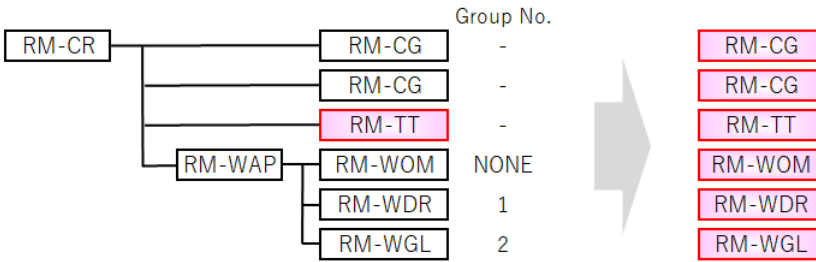 Group No.
RM-CR RM-CG - RM-CG
RM-CG - RM-CG
RM-TT - RM-TT
RM-WAP RM-WOM NONE RM-WOM
RM-WDR 1 RM-WDR
RM-WGL 2 RM-WGL